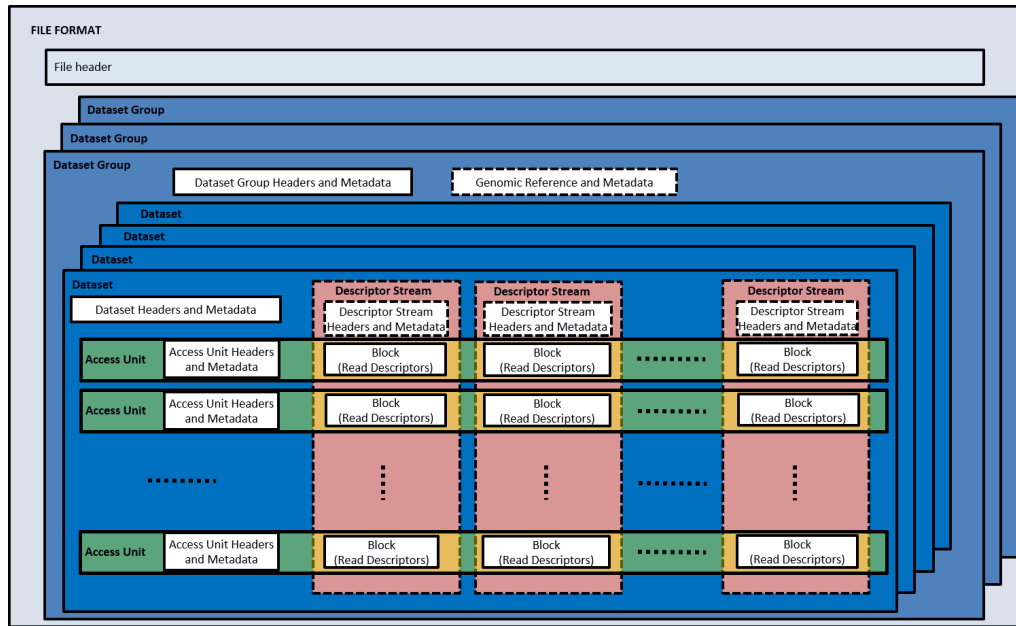 FILE FORMAT
File header
Dataset Group
Dataset Group
Dataset Group
Dataset Group Headers and Metadata
Genomic Reference and Metadata
Dataset
Dataset
Dataset
Dataset
Dataset Headers and Metadata
Descriptor Stream
Descriptor Stream
Headers and Metadata
Descriptor Stream
Descriptor Stream
Headers and Metadata
Descriptor Stream
Descriptor Stream
Headers and Metadata
Access Unit
Access Unit Headers
and Metadata
Block
(Read Descriptors)
Block
(Read Descriptors)
Block
(Read Descriptors)
Access Unit
Access Unit Headers
and Metadata
Block
(Read Descriptors)
Block
(Read Descriptors)
Block
(Read Descriptors)
Access Unit
Access Unit Headers
and Metadata
Block
(Read Descriptors)
Block
(Read Descriptors)
Block
(Read Descriptors)